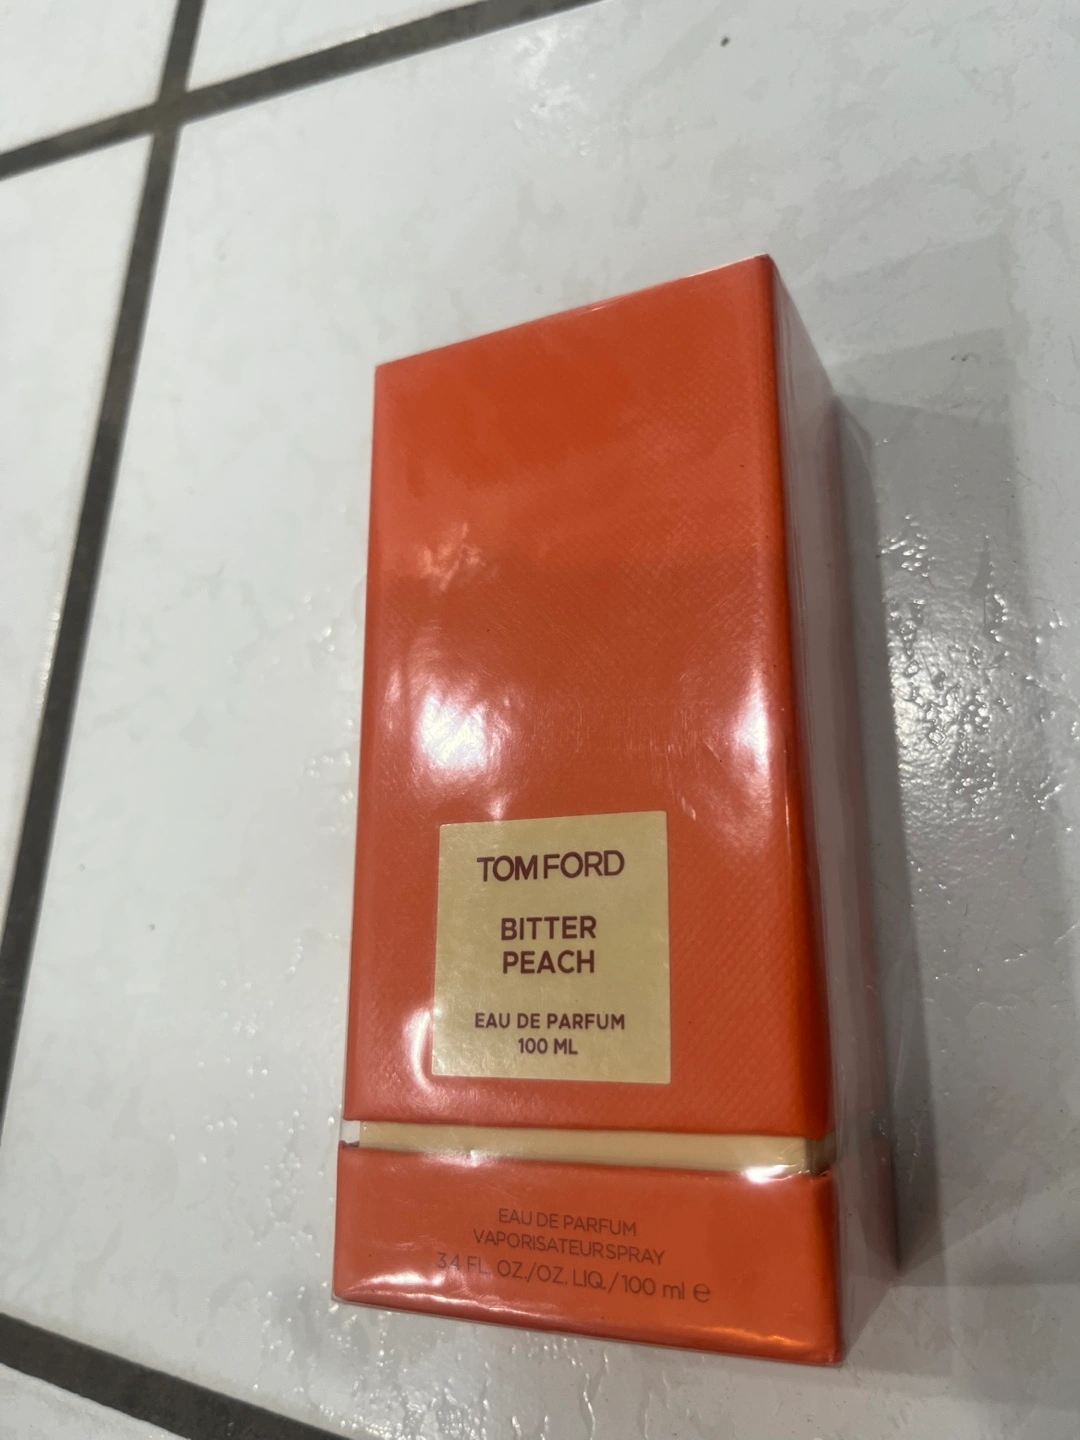 TOM FORD
BITTER
PEACH
EAU DE PARFUM
100 ML
EAU DE PARFUM
VAPORISATEUR SPRAY
3.4 FL. OZ./OZ. LIQ./100 ml ℮